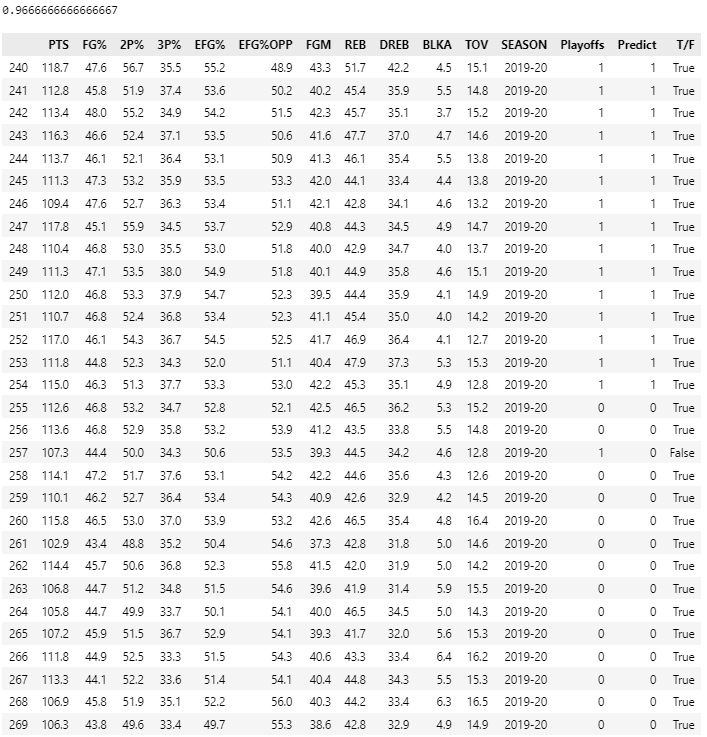 0.9666666666666667
PTS FG% 2P% 3P% EFG% EFG%OPP FGM REB DREB BLKA TOV SEASON Playoffs Predict T/F
240 118.7 47.6 56.7 35.5 55.2 48.9 43.3 51.7 42.2 4.5 15.1 2019-20 1 1 True
241 112.8 45.8 51.9 37.4 53.6 50.2 40.2 45.4 35.9 5.5 14.8 2019-20 1 1 True
242 113.4 48.0 55.2 34.9 54.2 51.5 42.3 45.7 35.1 3.7 15.2 2019-20 1 1 True
243 116.3 46.6 52.4 37.1 53.5 50.6 41.6 47.7 37.0 4.7 14.6 2019-20 1 1 True
244 113.7 46.1 52.1 36.4 53.1 50.9 41.3 46.1 35.4 5.5 13.8 2019-20 1 1 True
245 111.3 47.3 53.2 35.9 53.5 53.3 42.0 44.1 33.4 4.4 13.8 2019-20 1 1 True
246 109.4 47.6 52.7 36.3 53.4 51.1 42.1 42.8 34.1 4.6 13.2 2019-20 1 1 True
247 117.8 45.1 55.9 34.5 53.7 52.9 40.8 44.3 34.5 4.9 14.7 2019-20 1 1 True
248 110.4 46.8 53.0 35.5 53.0 51.8 40.0 42.9 34.7 4.0 13.7 2019-20 1 1 True
249 111.3 47.1 53.5 38.0 54.9 51.8 40.1 44.9 35.8 4.6 15.1 2019-20 1 1 True
250 112.0 46.8 53.3 37.9 54.7 52.3 39.5 44.4 35.9 4.1 14.9 2019-20 1 1 True
251 110.7 46.8 52.4 36.8 53.4 52.3 41.1 45.4 35.0 4.0 14.2 2019-20 1 1 True
252 117.0 46.1 54.3 36.7 54.5 52.5 41.7 46.9 36.4 4.1 12.7 2019-20 1 1 True
253 111.8 44.8 52.3 34.3 52.0 51.1 40.4 47.9 37.3 5.3 15.3 2019-20 1 1 True
254 115.0 46.3 51.3 37.7 53.3 53.0 42.2 45.3 35.1 4.9 12.8 2019-20 1 1 True
255 112.6 46.8 53.2 34.7 52.8 52.1 42.5 46.5 36.2 5.3 15.2 2019-20 0 0 True
256 113.6 46.8 52.9 35.8 53.2 53.9 41.2 43.5 33.8 5.5 14.8 2019-20 0 0 True
257 107.3 44.4 50.0 34.3 50.6 53.5 39.3 44.5 34.2 4.6 12.8 2019-20 1 0 False
258 114.1 47.2 51.7 37.6 53.1 54.2 42.2 44.6 35.6 4.3 12.6 2019-20 0 0 True
259 110.1 46.2 52.7 36.4 53.4 54.3 40.9 42.6 32.9 4.2 14.5 2019-20 0 0 True
260 115.8 46.5 53.0 37.0 53.9 53.2 42.6 46.5 35.4 4.8 16.4 2019-20 0 0 True
261 102.9 43.4 48.8 35.2 50.4 54.6 37.3 42.8 31.8 5.0 14.6 2019-20 0 0 True
262 114.4 45.7 50.6 36.8 52.3 55.8 41.5 42.0 31.9 5.0 14.2 2019-20 0 0 True
263 106.8 44.7 51.2 34.8 51.5 54.6 39.6 41.9 31.4 5.9 15.5 2019-20 0 0 True
264 105.8 44.7 49.9 33.7 50.1 54.1 40.0 46.5 34.5 5.0 14.3 2019-20 0 0 True
265 107.2 45.9 51.5 36.7 52.9 54.1 39.3 41.7 32.0 5.6 15.3 2019-20 0 0 True
266 111.8 44.9 52.5 33.3 51.5 54.3 40.6 43.3 33.4 6.4 16.2 2019-20 0 0 True
267 113.3 44.1 52.2 33.6 51.4 54.1 40.4 44.8 34.3 5.5 15.3 2019-20 0 0 True
268 106.9 45.8 51.9 35.1 52.2 56.0 40.3 44.2 33.4 6.3 16.5 2019-20 0 0 True
269 106.3 43.8 49.6 33.4 49.7 55.3 38.6 42.8 32.9 4.9 14.9 2019-20 0 0 True